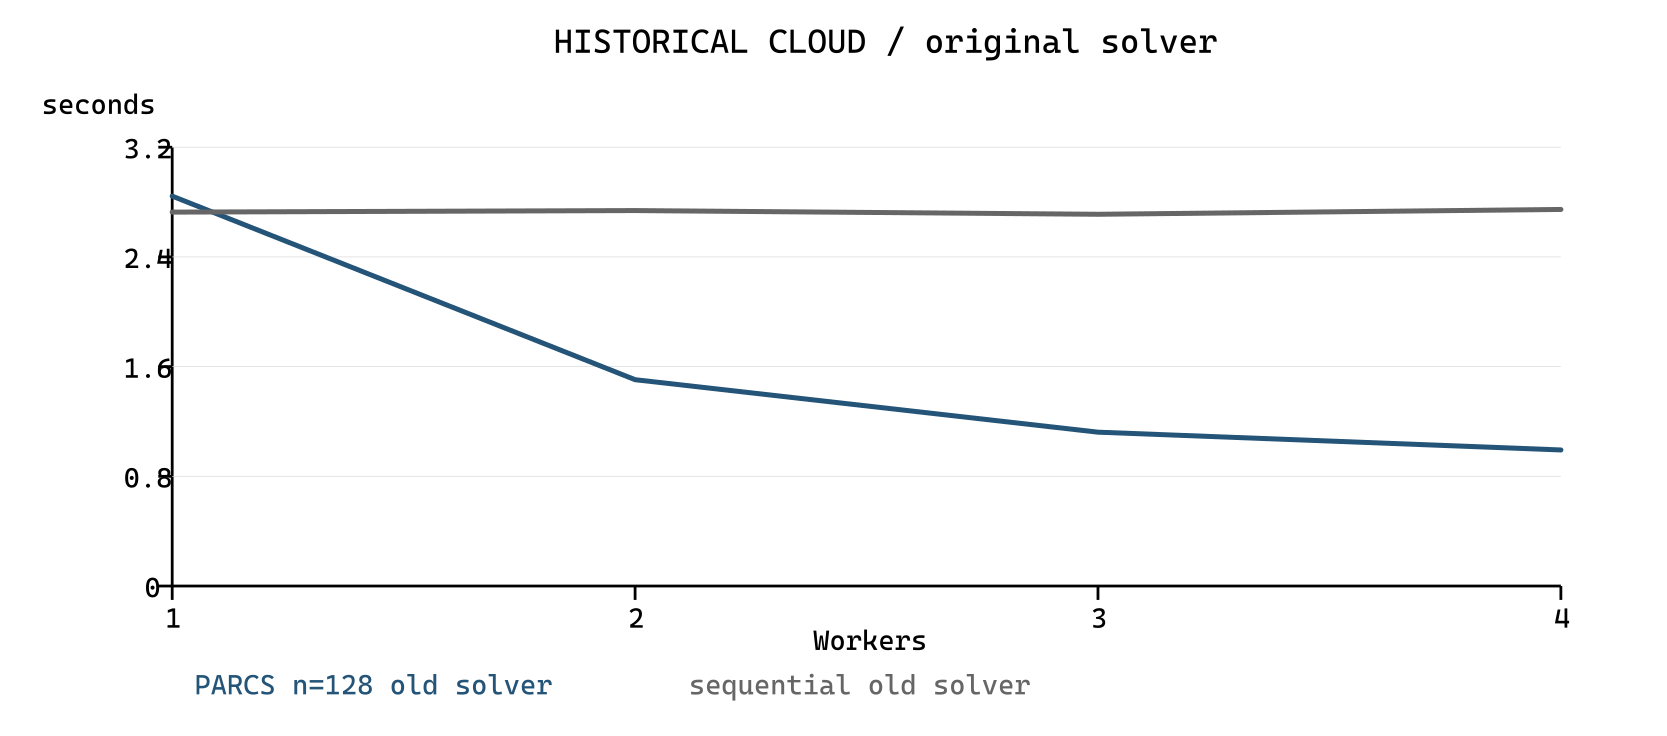 HISTORICAL CLOUD / original solver
seconds
3.2
2.4
1.6
0.8
0
1 2 3 4
Workers
PARCS n=128 old solver sequential old solver